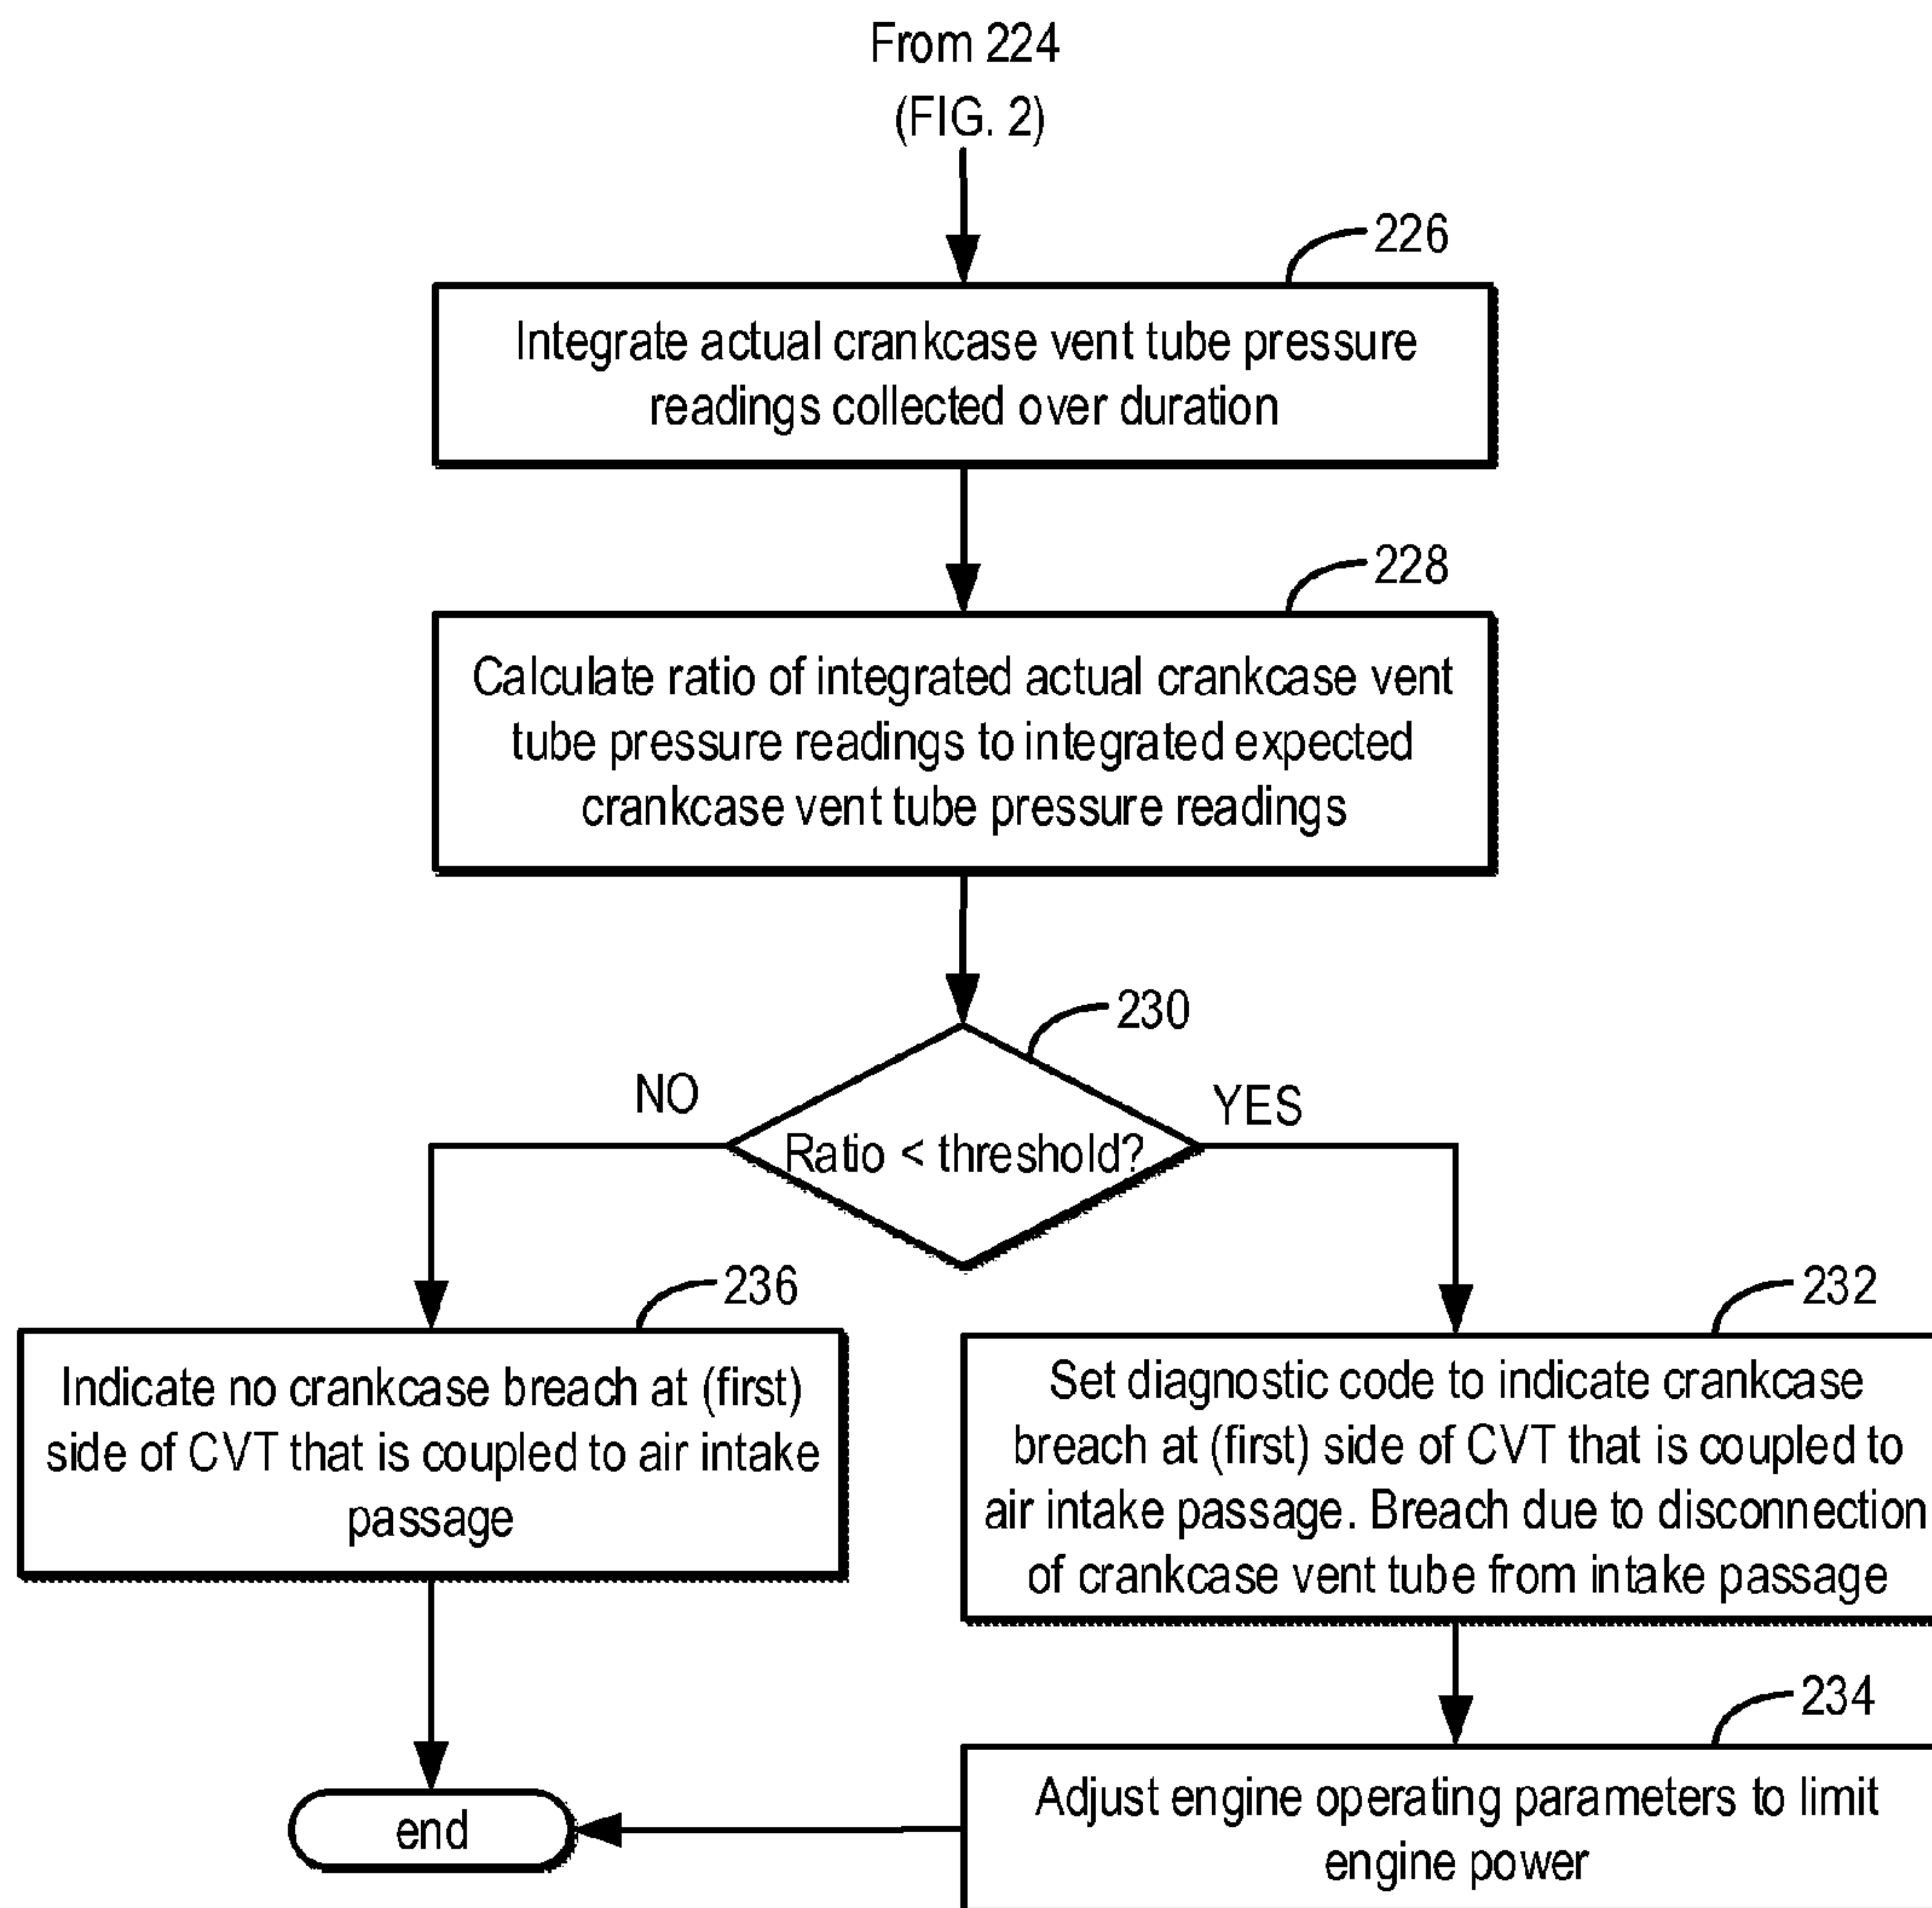 From 224
(FIG. 2)
226
Integrate actual crankcase vent tube pressure
readings collected over duration
228
Calculate ratio of integrated actual crankcase vent
tube pressure readings to integrated expected
crankcase vent tube pressure readings
230
NO
YES
Ratio < threshold?
236
Indicate no crankcase breach at (first)
side of CVT that is coupled to air intake
passage
232
Set diagnostic code to indicate crankcase
breach at (first) side of CVT that is coupled to
air intake passage. Breach due to disconnection
of crankcase vent tube from intake passage
234
Adjust engine operating parameters to limit
engine power
end